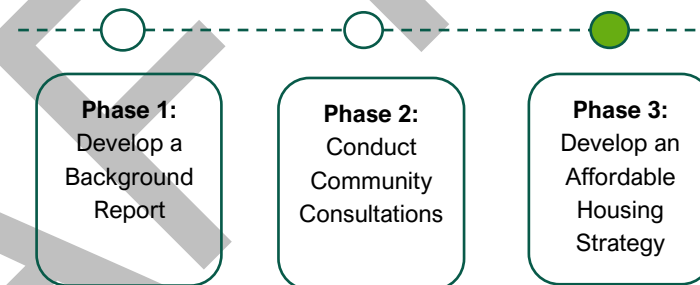 Phase 1:
Develop a
Background
Report
Phase 2:
Conduct
Community
Consultations
Phase 3:
Develop an
Affordable
Housing
Strategy